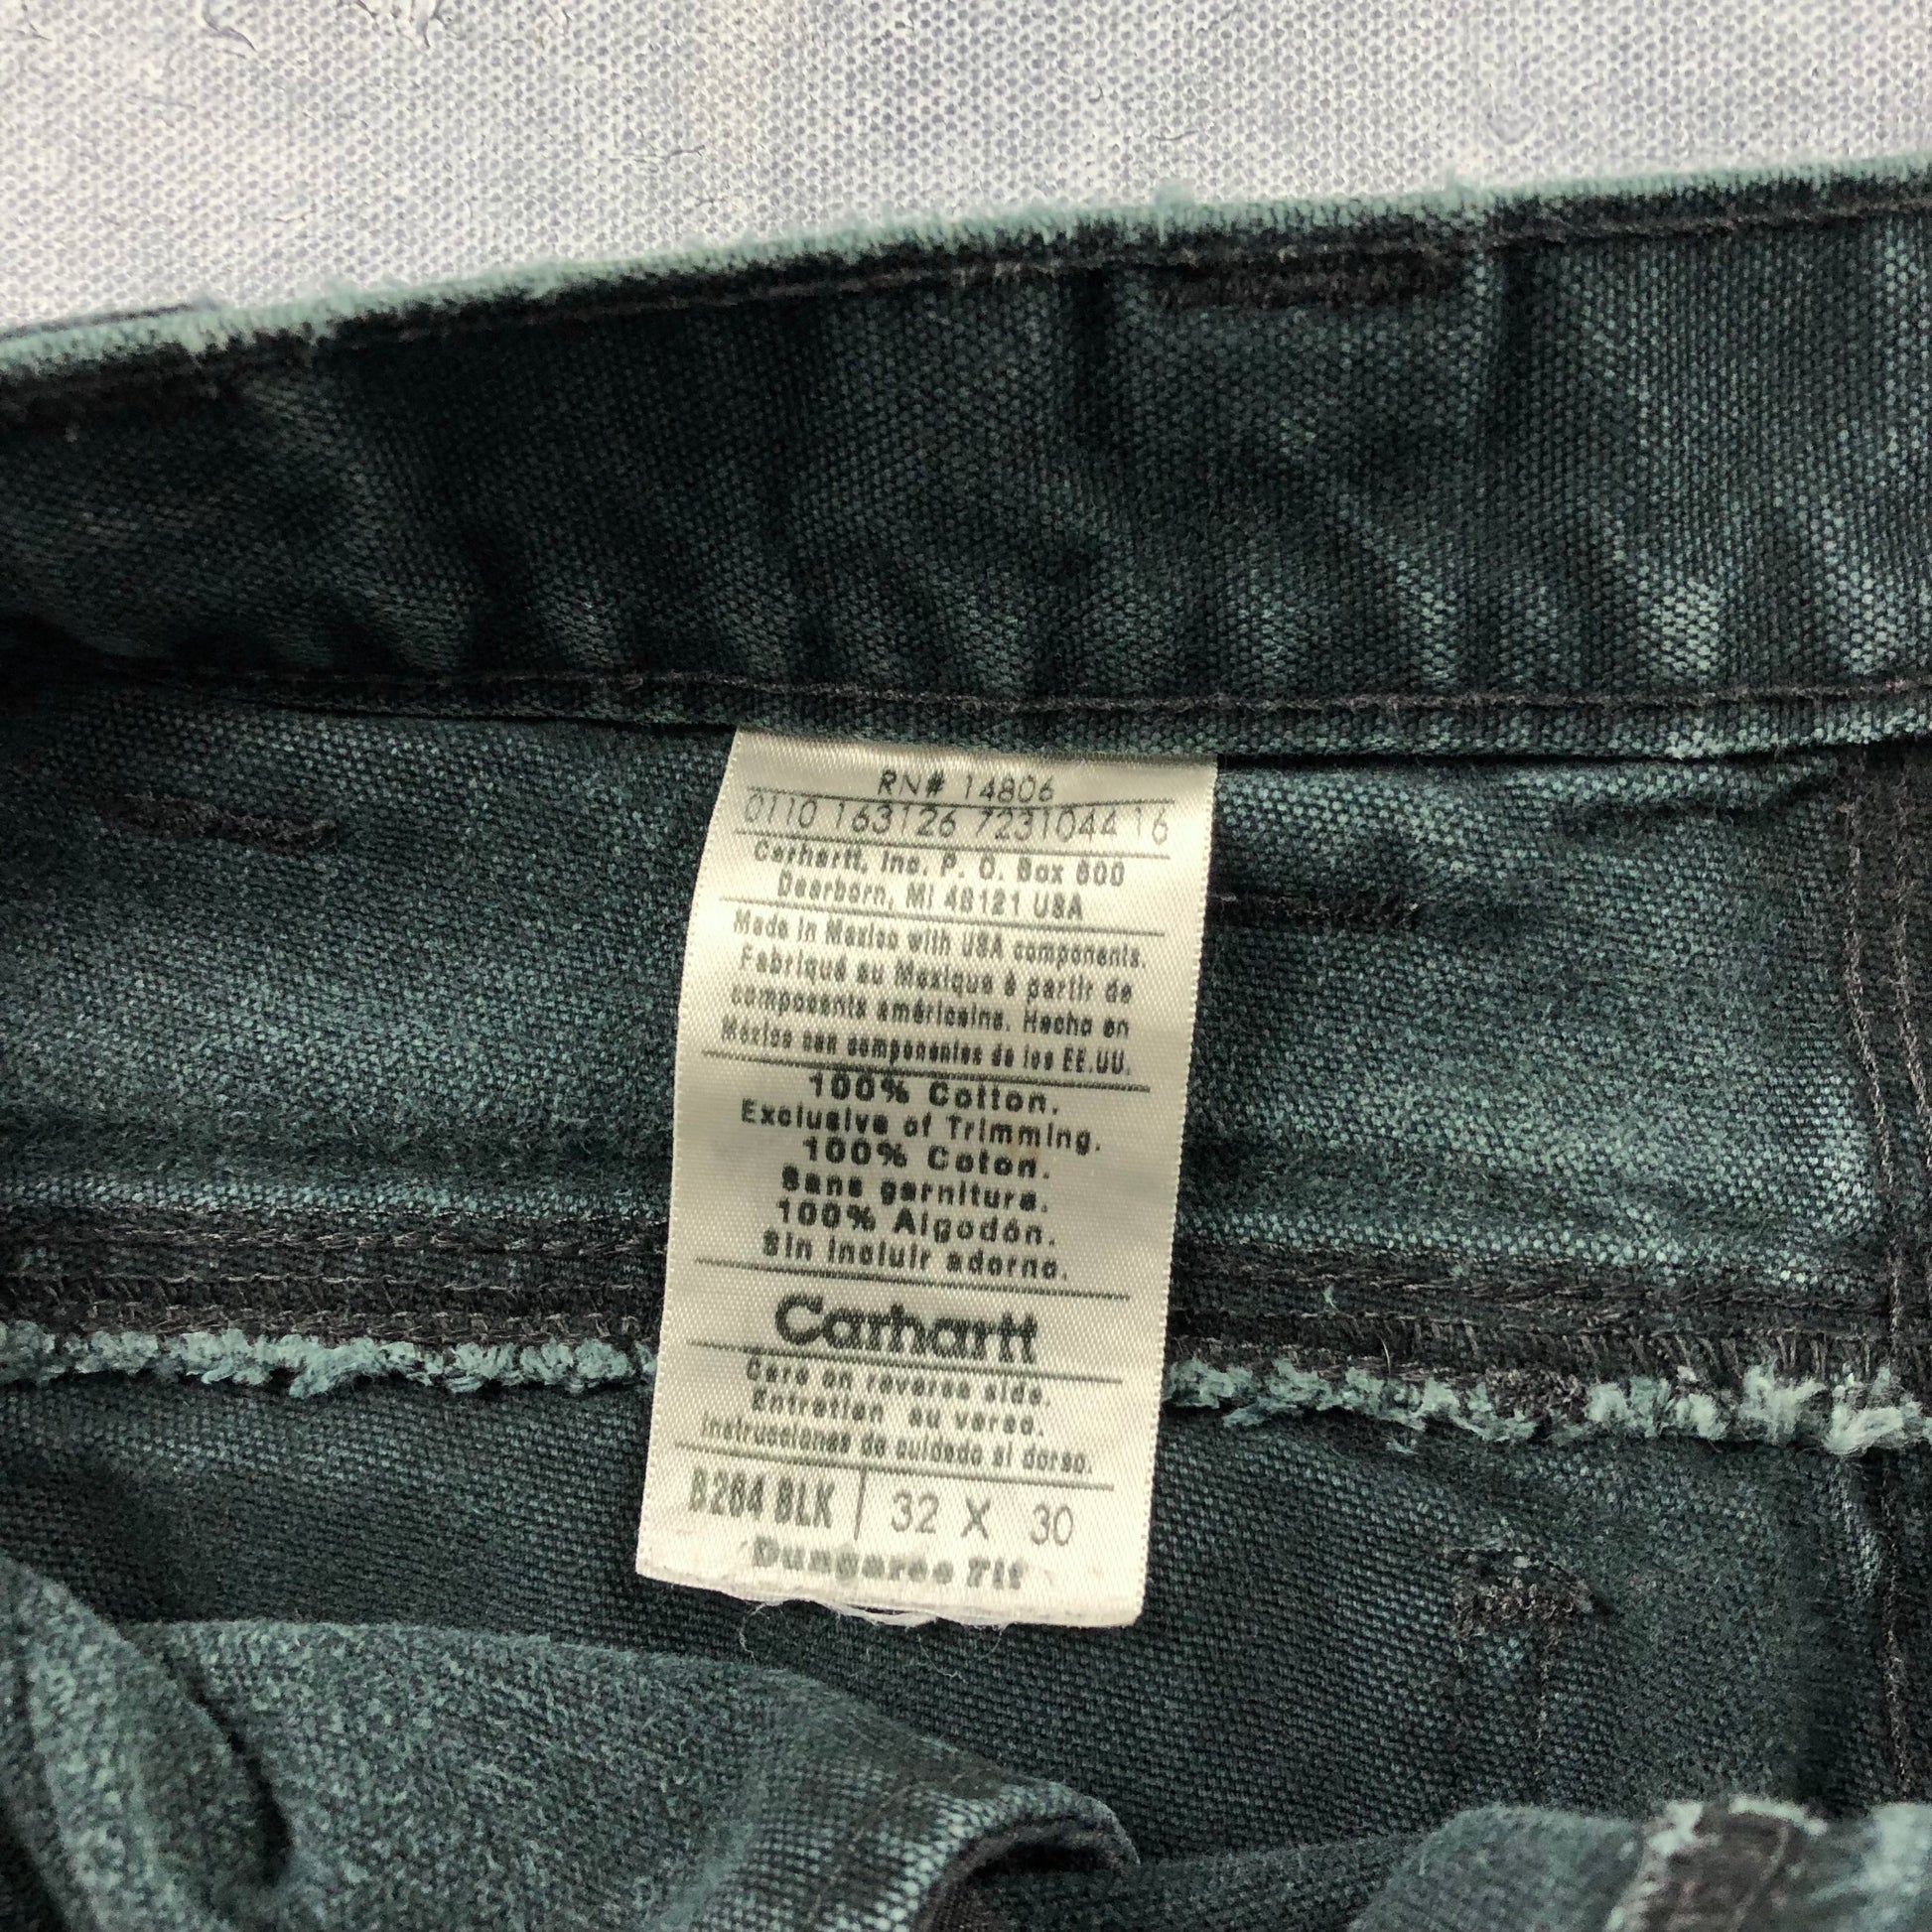 RN# 14806
0110 163126 7231044 16
Carhartt, Inc. P. O. Box 600
Dearborn, MI 48121 USA
Made in Mexico with USA components.
Fabriqué au Mexique à partir de
composants américains. Hecho en
México con componentes de los EE.UU.
100% Cotton.
Exclusive of Trimming.
100% Coton.
Sans garniture.
100% Algodón.
Sin incluir adorno.
Carhartt
Care on reverse side.
Entretien au verso.
Instrucciones de cuidado al dorso.
B264 BLK 32 X 30
Dungaree Fit